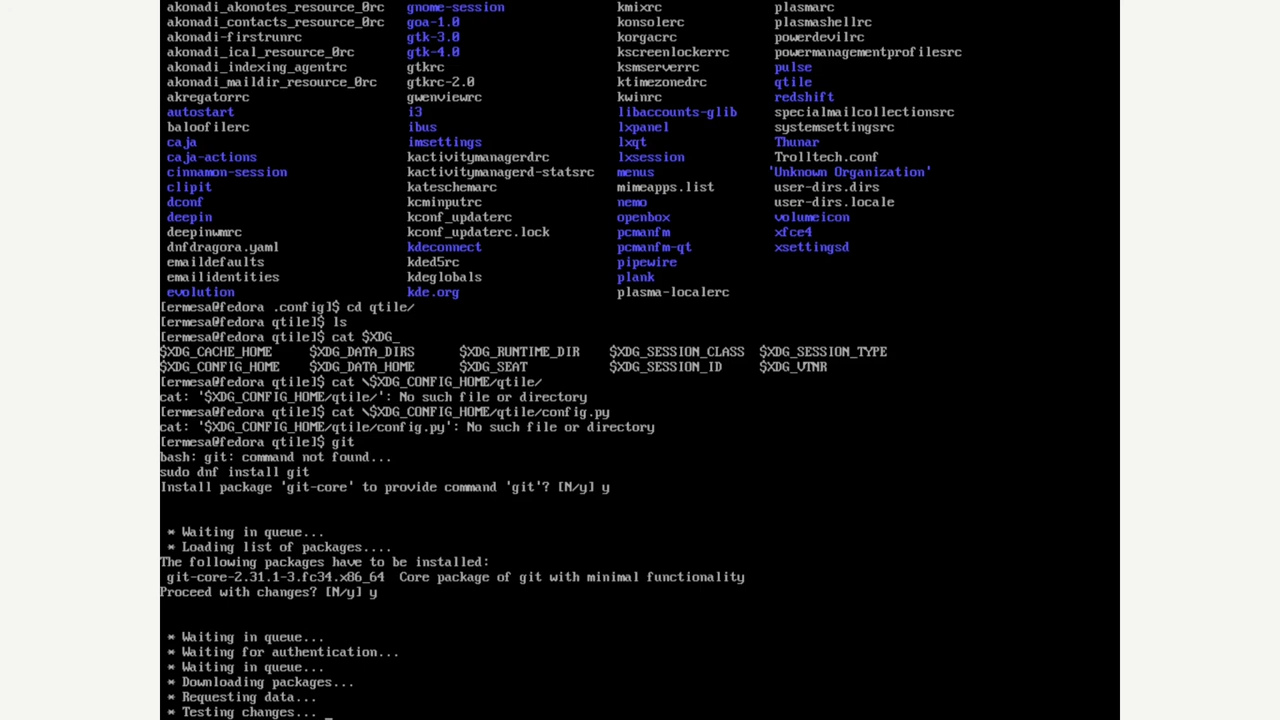 akonadi_akonotes_resource_0rc gnome-session kmixrc plasmarc
akonadi_contacts_resource_0rc goa-1.0 konsolerc plasmashellrc
akonadi-firstrunrc gtk-3.0 korgacrc powerdevilrc
akonadi_ical_resource_0rc gtk-4.0 kscreenlockerrc powermanagementprofilesrc
akonadi_indexing_agentrc gtkrc ksmserverrc pulse
akonadi_maildir_resource_0rc gtkrc-2.0 ktimezonedrc qtile
akregatorrc gwenviewrc kwinrc redshift
autostart i3 libaccounts-glib specialmailcollectionsrc
baloofilerc ibus lxpanel systemsettingsrc
caja imsettings lxqt Thunar
caja-actions kactivitymanagerdrc lxsession Trolltech.conf
cinnamon-session kactivitymanagerd-statsrc menus 'Unknown Organization'
clipit kateschemarc mimeapps.list user-dirs.dirs
dconf kcminputrc nemo user-dirs.locale
deepin kconf_updaterc openbox volumeicon
deepinwmrc kconf_updaterc.lock pcmanfm xfce4
dnfdragora.yaml kdeconnect pcmanfm-qt xsettingsd
emaildefaults kded5rc pipewire
emailidentities kdeglobals plank
evolution kde.org plasma-localerc
[ermesa@fedora .config]$ cd qtile/
[ermesa@fedora qtile]$ ls
[ermesa@fedora qtile]$ cat $XDG_
$XDG_CACHE_HOME $XDG_DATA_DIRS $XDG_RUNTIME_DIR $XDG_SESSION_CLASS $XDG_SESSION_TYPE
$XDG_CONFIG_HOME $XDG_DATA_HOME $XDG_SEAT $XDG_SESSION_ID $XDG_VTNR
[ermesa@fedora qtile]$ cat \$XDG_CONFIG_HOME/qtile/
cat: '$XDG_CONFIG_HOME/qtile/': No such file or directory
[ermesa@fedora qtile]$ cat \$XDG_CONFIG_HOME/qtile/config.py
cat: '$XDG_CONFIG_HOME/qtile/config.py': No such file or directory
[ermesa@fedora qtile]$ git
bash: git: command not found...
sudo dnf install git
Install package 'git-core' to provide command 'git'? [N/y] y
* Waiting in queue...
* Loading list of packages....
The following packages have to be installed:
git-core-2.31.1-3.fc34.x86_64 Core package of git with minimal functionality
Proceed with changes? [N/y] y
* Waiting in queue...
* Waiting for authentication...
* Waiting in queue...
* Downloading packages...
* Requesting data...
* Testing changes... _